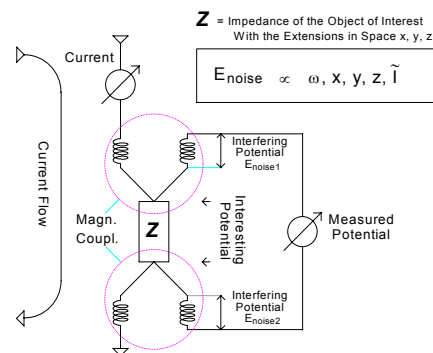 Z = Impedance of the Object of Interest
With the Extensions in Space x, y, z
E noise ∝ ω, x, y, z, Ĩ
Current
Current Flow
Interfering
Potential
Enoise1
Magn.
Coupl.
Z
Interesting
Potential
Measured
Potential
Interfering
Potential
Enoise2